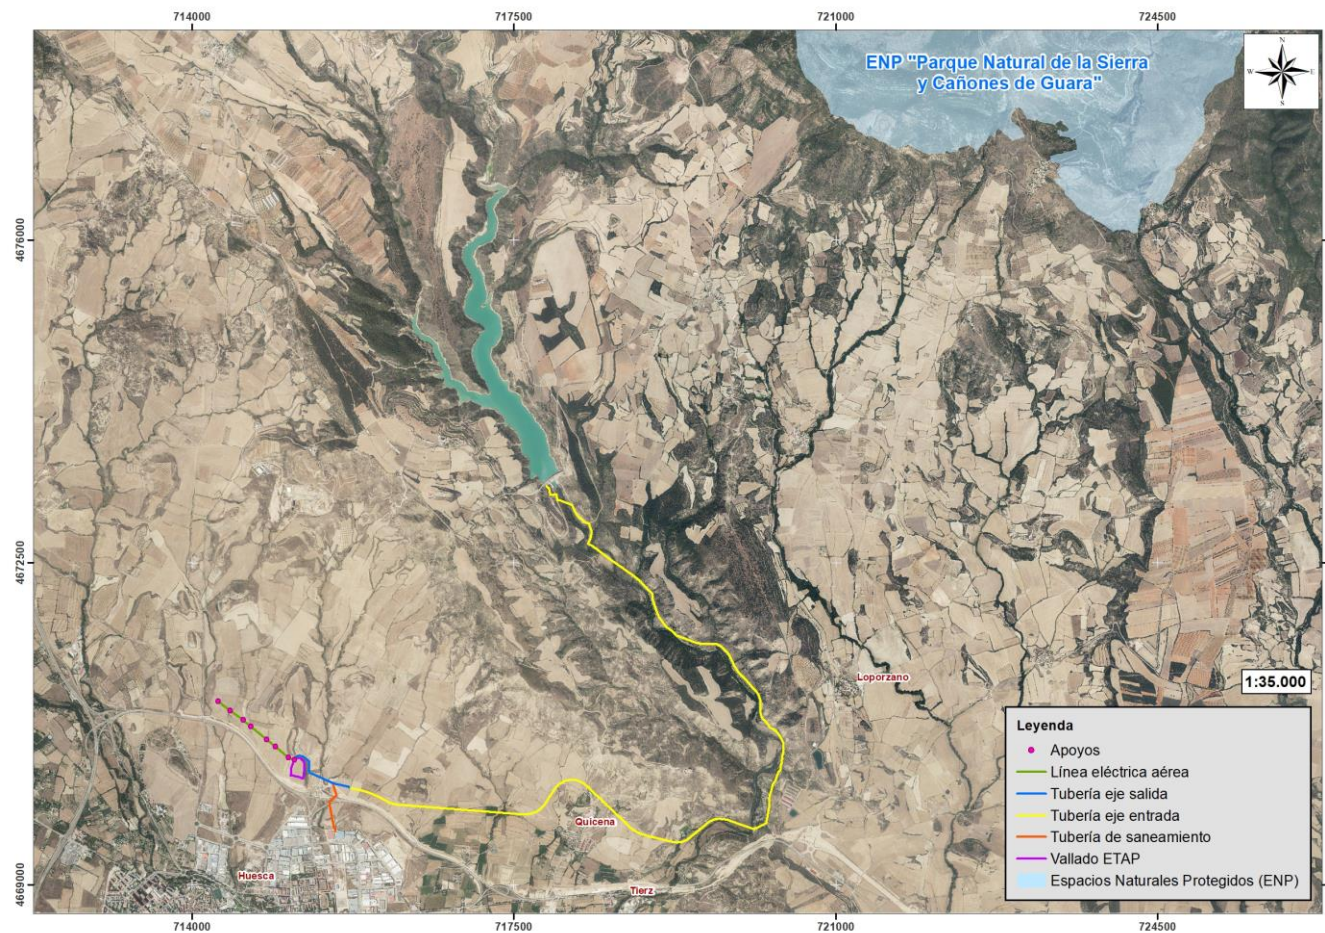 714000
717500
721000
724500
ENP "Parque Natural de la Sierra
y Cañones de Guara"
N
W
E
N
4676000
4672500
4669000
Loporzano
1:35.000
Quicena
Huesca
Tierz
Leyenda
Apoyos
Línea eléctrica aérea
Tubería eje salida
Tubería eje entrada
Tubería de saneamiento
Vallado ETAP
Espacios Naturales Protegidos (ENP)
714000
717500
721000
724500